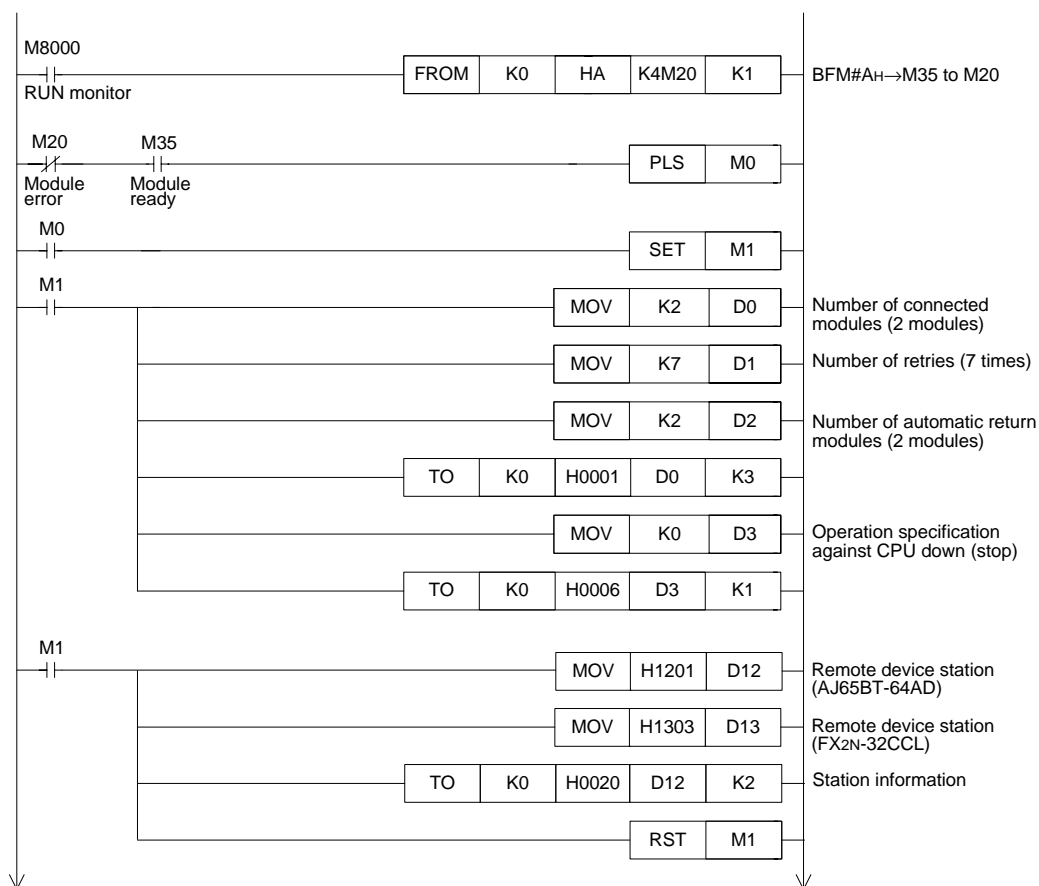 M8000
RUN monitor
FROM K0 HA K4M20 K1
BFM#AH→M35 to M20
M20 M35
Module error
Module ready
PLS M0
M0
SET M1
M1
MOV K2 D0
Number of connected
modules (2 modules)
MOV K7 D1
Number of retries (7 times)
MOV K2 D2
Number of automatic return
modules (2 modules)
TO K0 H0001 D0 K3
MOV K0 D3
Operation specification
against CPU down (stop)
TO K0 H0006 D3 K1
M1
MOV H1201 D12
Remote device station
(AJ65BT-64AD)
MOV H1303 D13
Remote device station
(FX2N-32CCL)
TO K0 H0020 D12 K2
Station information
RST M1